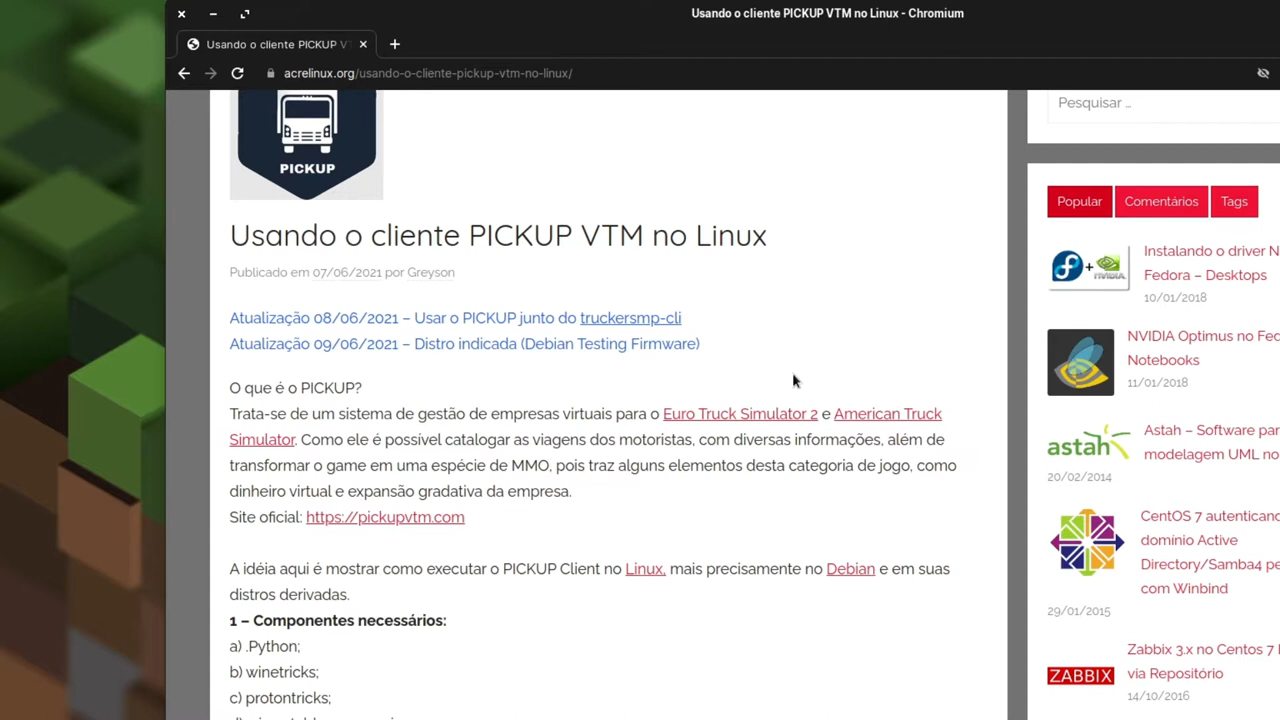 Usando o cliente PICKUP VTM no Linux - Chromium
Usando o cliente PICKUP VT
acrelinux.org/usando-o-cliente-pickup-vtm-no-linux/
PICKUP
Usando o cliente PICKUP VTM no Linux
Publicado em 07/06/2021 por Greyson
Atualização 08/06/2021 – Usar o PICKUP junto do truckersmp-cli
Atualização 09/06/2021 – Distro indicada (Debian Testing Firmware)
O que é o PICKUP?
Trata-se de um sistema de gestão de empresas virtuais para o Euro Truck Simulator 2 e American Truck
Simulator. Como ele é possível catalogar as viagens dos motoristas, com diversas informações, além de
transformar o game em uma espécie de MMO, pois traz alguns elementos desta categoria de jogo, como
dinheiro virtual e expansão gradativa da empresa.
Site oficial: https://pickupvtm.com
A idéia aqui é mostrar como executar o PICKUP Client no Linux, mais precisamente no Debian e em suas
distros derivadas.
1 – Componentes necessários:
a) .Python;
b) winetricks;
c) protontricks;
Pesquisar …
Popular
Comentários
Tags
Instalando o driver N
Fedora – Desktops
10/01/2018
NVIDIA Optimus no Fed
Notebooks
11/01/2018
astah
Astah – Software par
modelagem UML no
20/02/2014
CentOS 7 autenticand
domínio Active
Directory/Samba4 pe
com Winbind
29/01/2015
ZABBIX
Zabbix 3.x no Centos 7
via Repositório
14/10/2016